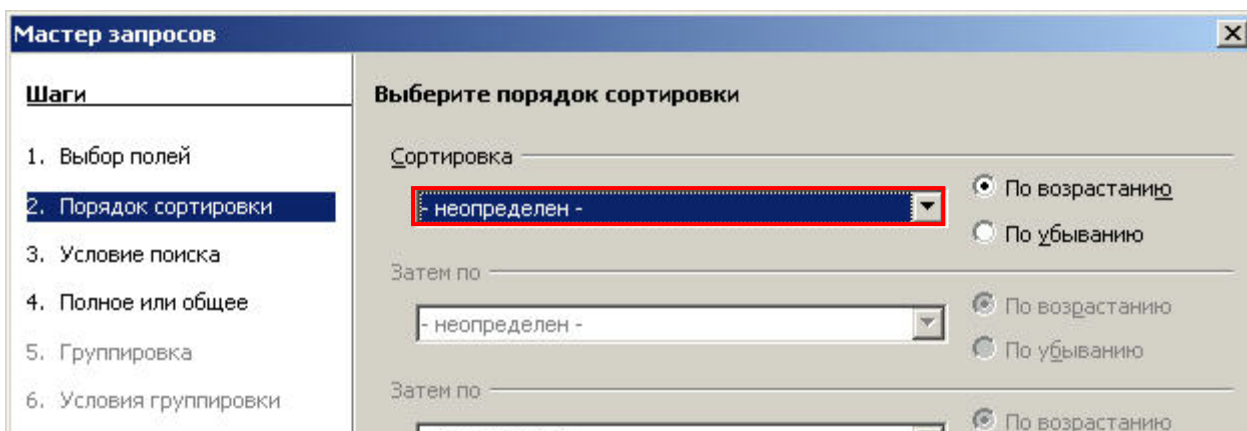 Мастер запросов
Шаги
1. Выбор полей
2. Порядок сортировки
3. Условие поиска
4. Полное или общее
5. Группировка
6. Условия группировки
Выберите порядок сортировки
Сортировка
- неопределен -
По возрастанию
По убыванию
Затем по
- неопределен -
По возрастанию
По убыванию
Затем по
По возрастанию